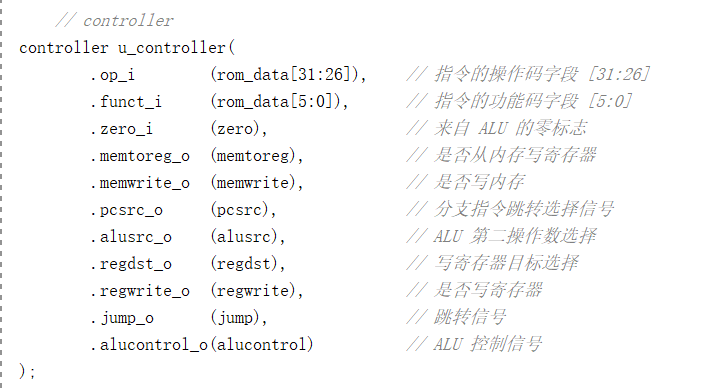 // controller
controller u_controller(
.op_i (rom_data[31:26]), // 指令的操作码字段 [31:26]
.funct_i (rom_data[5:0]), // 指令的功能码字段 [5:0]
.zero_i (zero), // 来自 ALU 的零标志
.memtoreg_o (memtoreg), // 是否从内存写寄存器
.memwrite_o (memwrite), // 是否写内存
.pcsrc_o (pcsrc), // 分支指令跳转选择信号
.alusrc_o (alusrc), // ALU 第二操作数选择
.regdst_o (regdst), // 写寄存器目标选择
.regwrite_o (regwrite), // 是否写寄存器
.jump_o (jump), // 跳转信号
.alucontrol_o(alucontrol) // ALU 控制信号
);